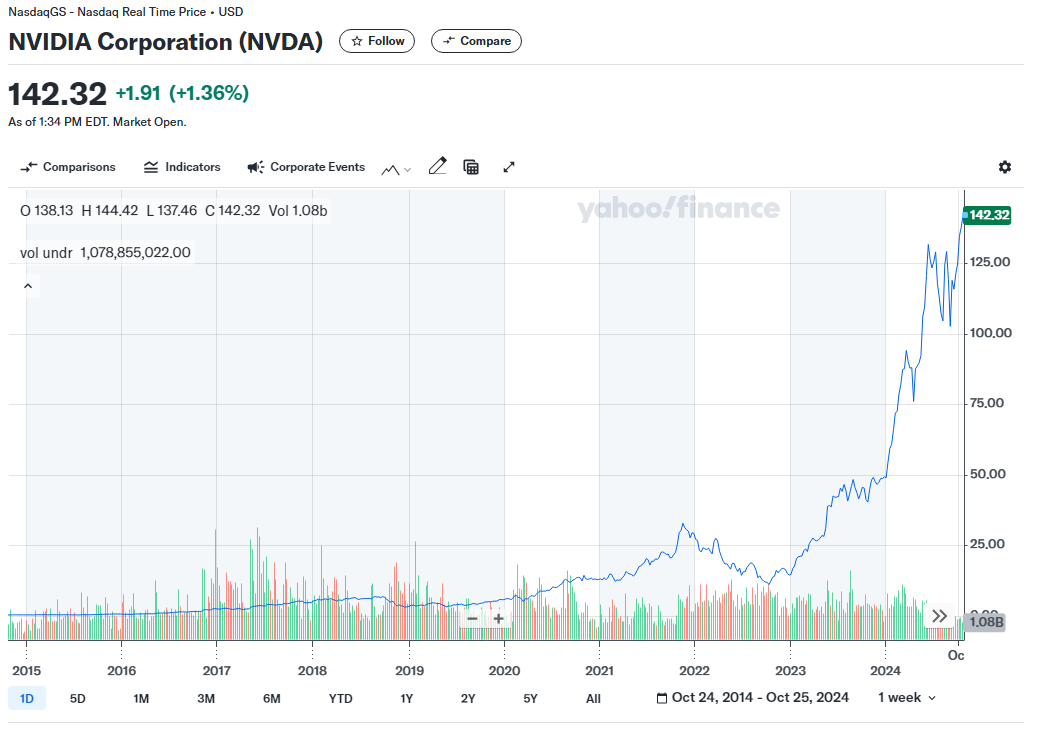 NasdaqGS - Nasdaq Real Time Price • USD
NVIDIA Corporation (NVDA) Follow Compare
142.32 +1.91 (+1.36%)
As of 1:34 PM EDT. Market Open.
Comparisons Indicators Corporate Events
O 138.13 H 144.42 L 137.46 C 142.32 Vol 1.08b
yahoo!finance
142.32
vol undr 1,078,855,022.00
125.00
100.00
75.00
50.00
25.00
0.00
1.08B
2015 2016 2017 2018 2019 2020 2021 2022 2023 2024 Oc
1D 5D 1M 3M 6M YTD 1Y 2Y 5Y All Oct 24, 2014 - Oct 25, 2024 1 week